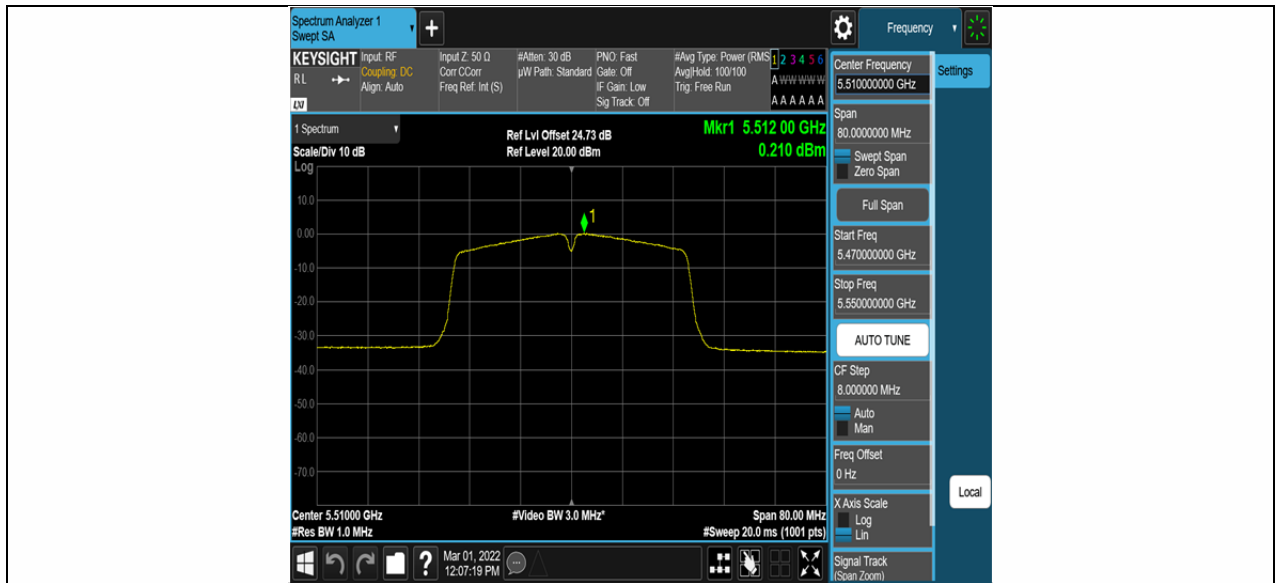 Spectrum Analyzer 1
Swept SA
+
Frequency
KEYSIGHT
RL
LXI
Input: RF
Coupling: DC
Align: Auto
Input Z: 50 Ω
Corr CCorr
Freq Ref: Int (S)
#Atten: 30 dB
µW Path: Standard
PNO: Fast
Gate: Off
IF Gain: Low
Sig Track: Off
#Avg Type: Power (RMS
Avg|Hold: 100/100
Trig: Free Run
1 2 3 4 5 6
A W W W W W
A A A A A A
1 Spectrum
Scale/Div 10 dB
Ref Lvl Offset 24.73 dB
Ref Level 20.00 dBm
Mkr1 5.512 00 GHz
0.210 dBm
Log
10.0
0.00
-10.0
-20.0
-30.0
-40.0
-50.0
-60.0
-70.0
1
Center 5.51000 GHz
#Res BW 1.0 MHz
#Video BW 3.0 MHz*
Span 80.00 MHz
#Sweep 20.0 ms (1001 pts)
Center Frequency
5.510000000 GHz
Settings
Span
80.0000000 MHz
Swept Span
Zero Span
Full Span
Start Freq
5.470000000 GHz
Stop Freq
5.550000000 GHz
AUTO TUNE
CF Step
8.000000 MHz
Auto
Man
Freq Offset
0 Hz
X Axis Scale
Log
Lin
Local
Signal Track
(Span Zoom)
?
Mar 01, 2022
12:07:19 PM